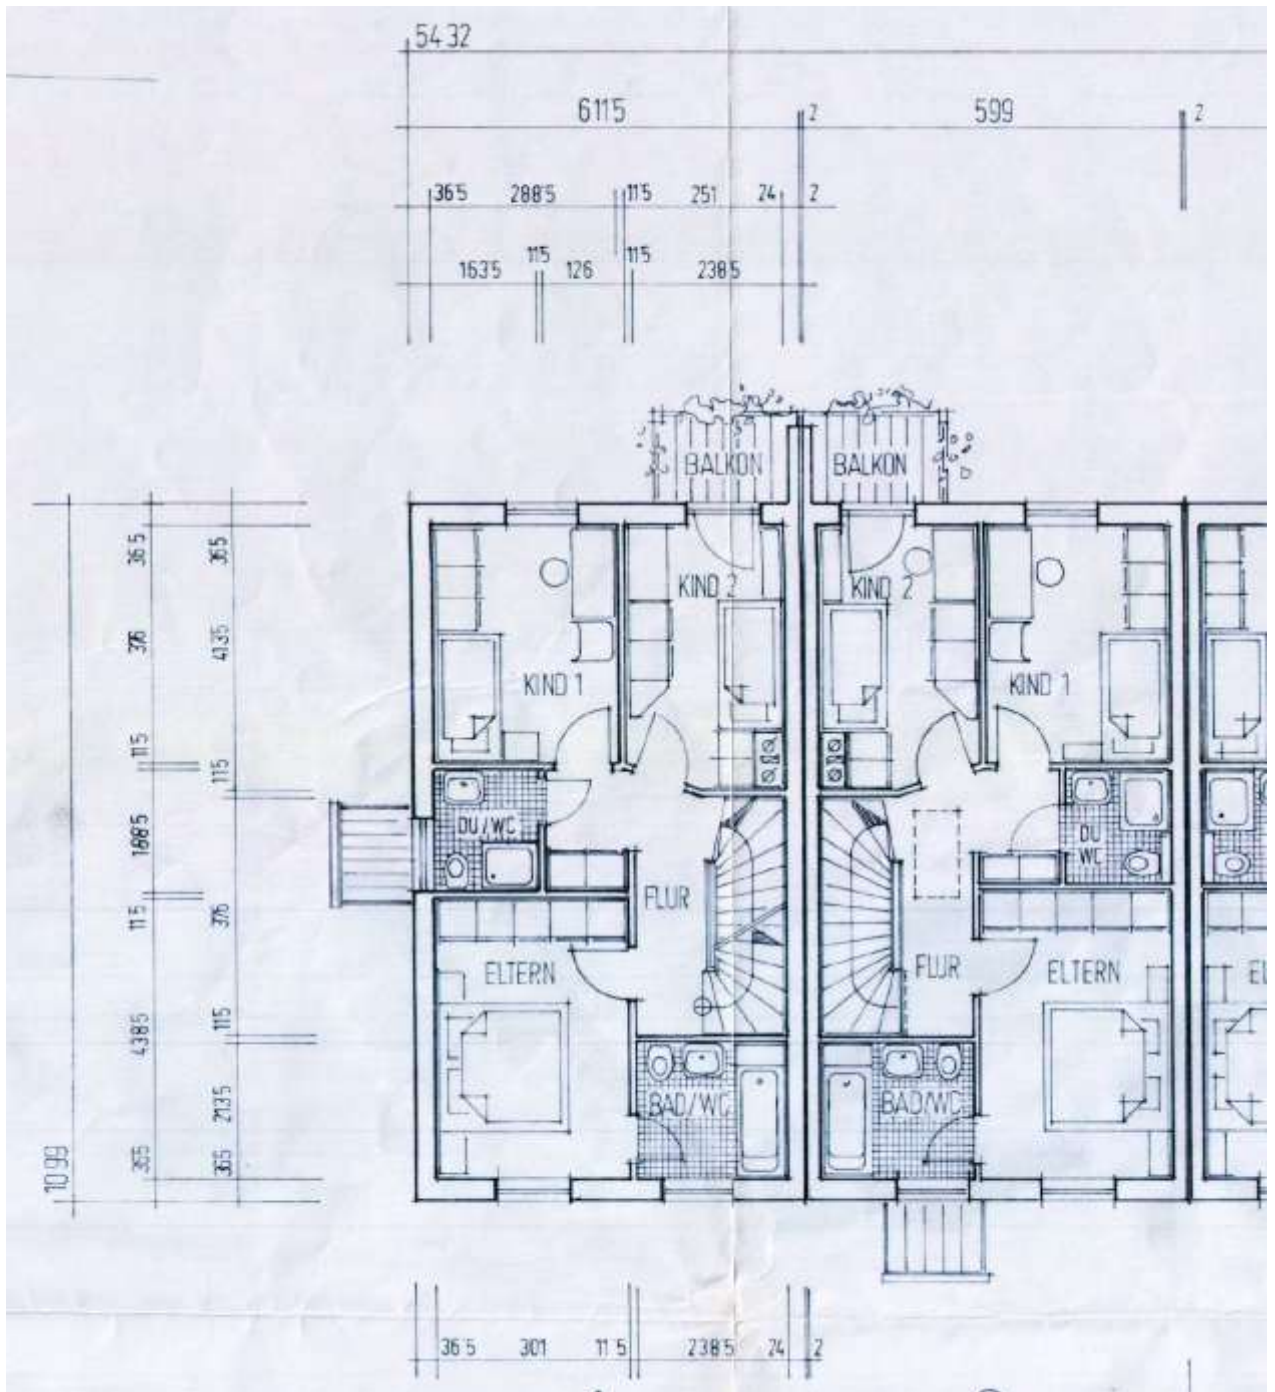 54 32
6115 2 599 2
36 5 288 5 11 5 251 24 2
163 5 11 5 126 11 5 238 5
BALKON BALKON
36 5 36 5
KIND 2 KIND 2
376 413 5
KIND 1 KIND 1
11 5 11 5
DU / WC DU WC
188 5
FLUR
11 5 376
FLUR
ELTERN ELTERN EL
438 5 11 5
BAD/WC BAD/WC
213 5
10 99
36 5 36 5
36 5 301 11 5 238 5 24 2